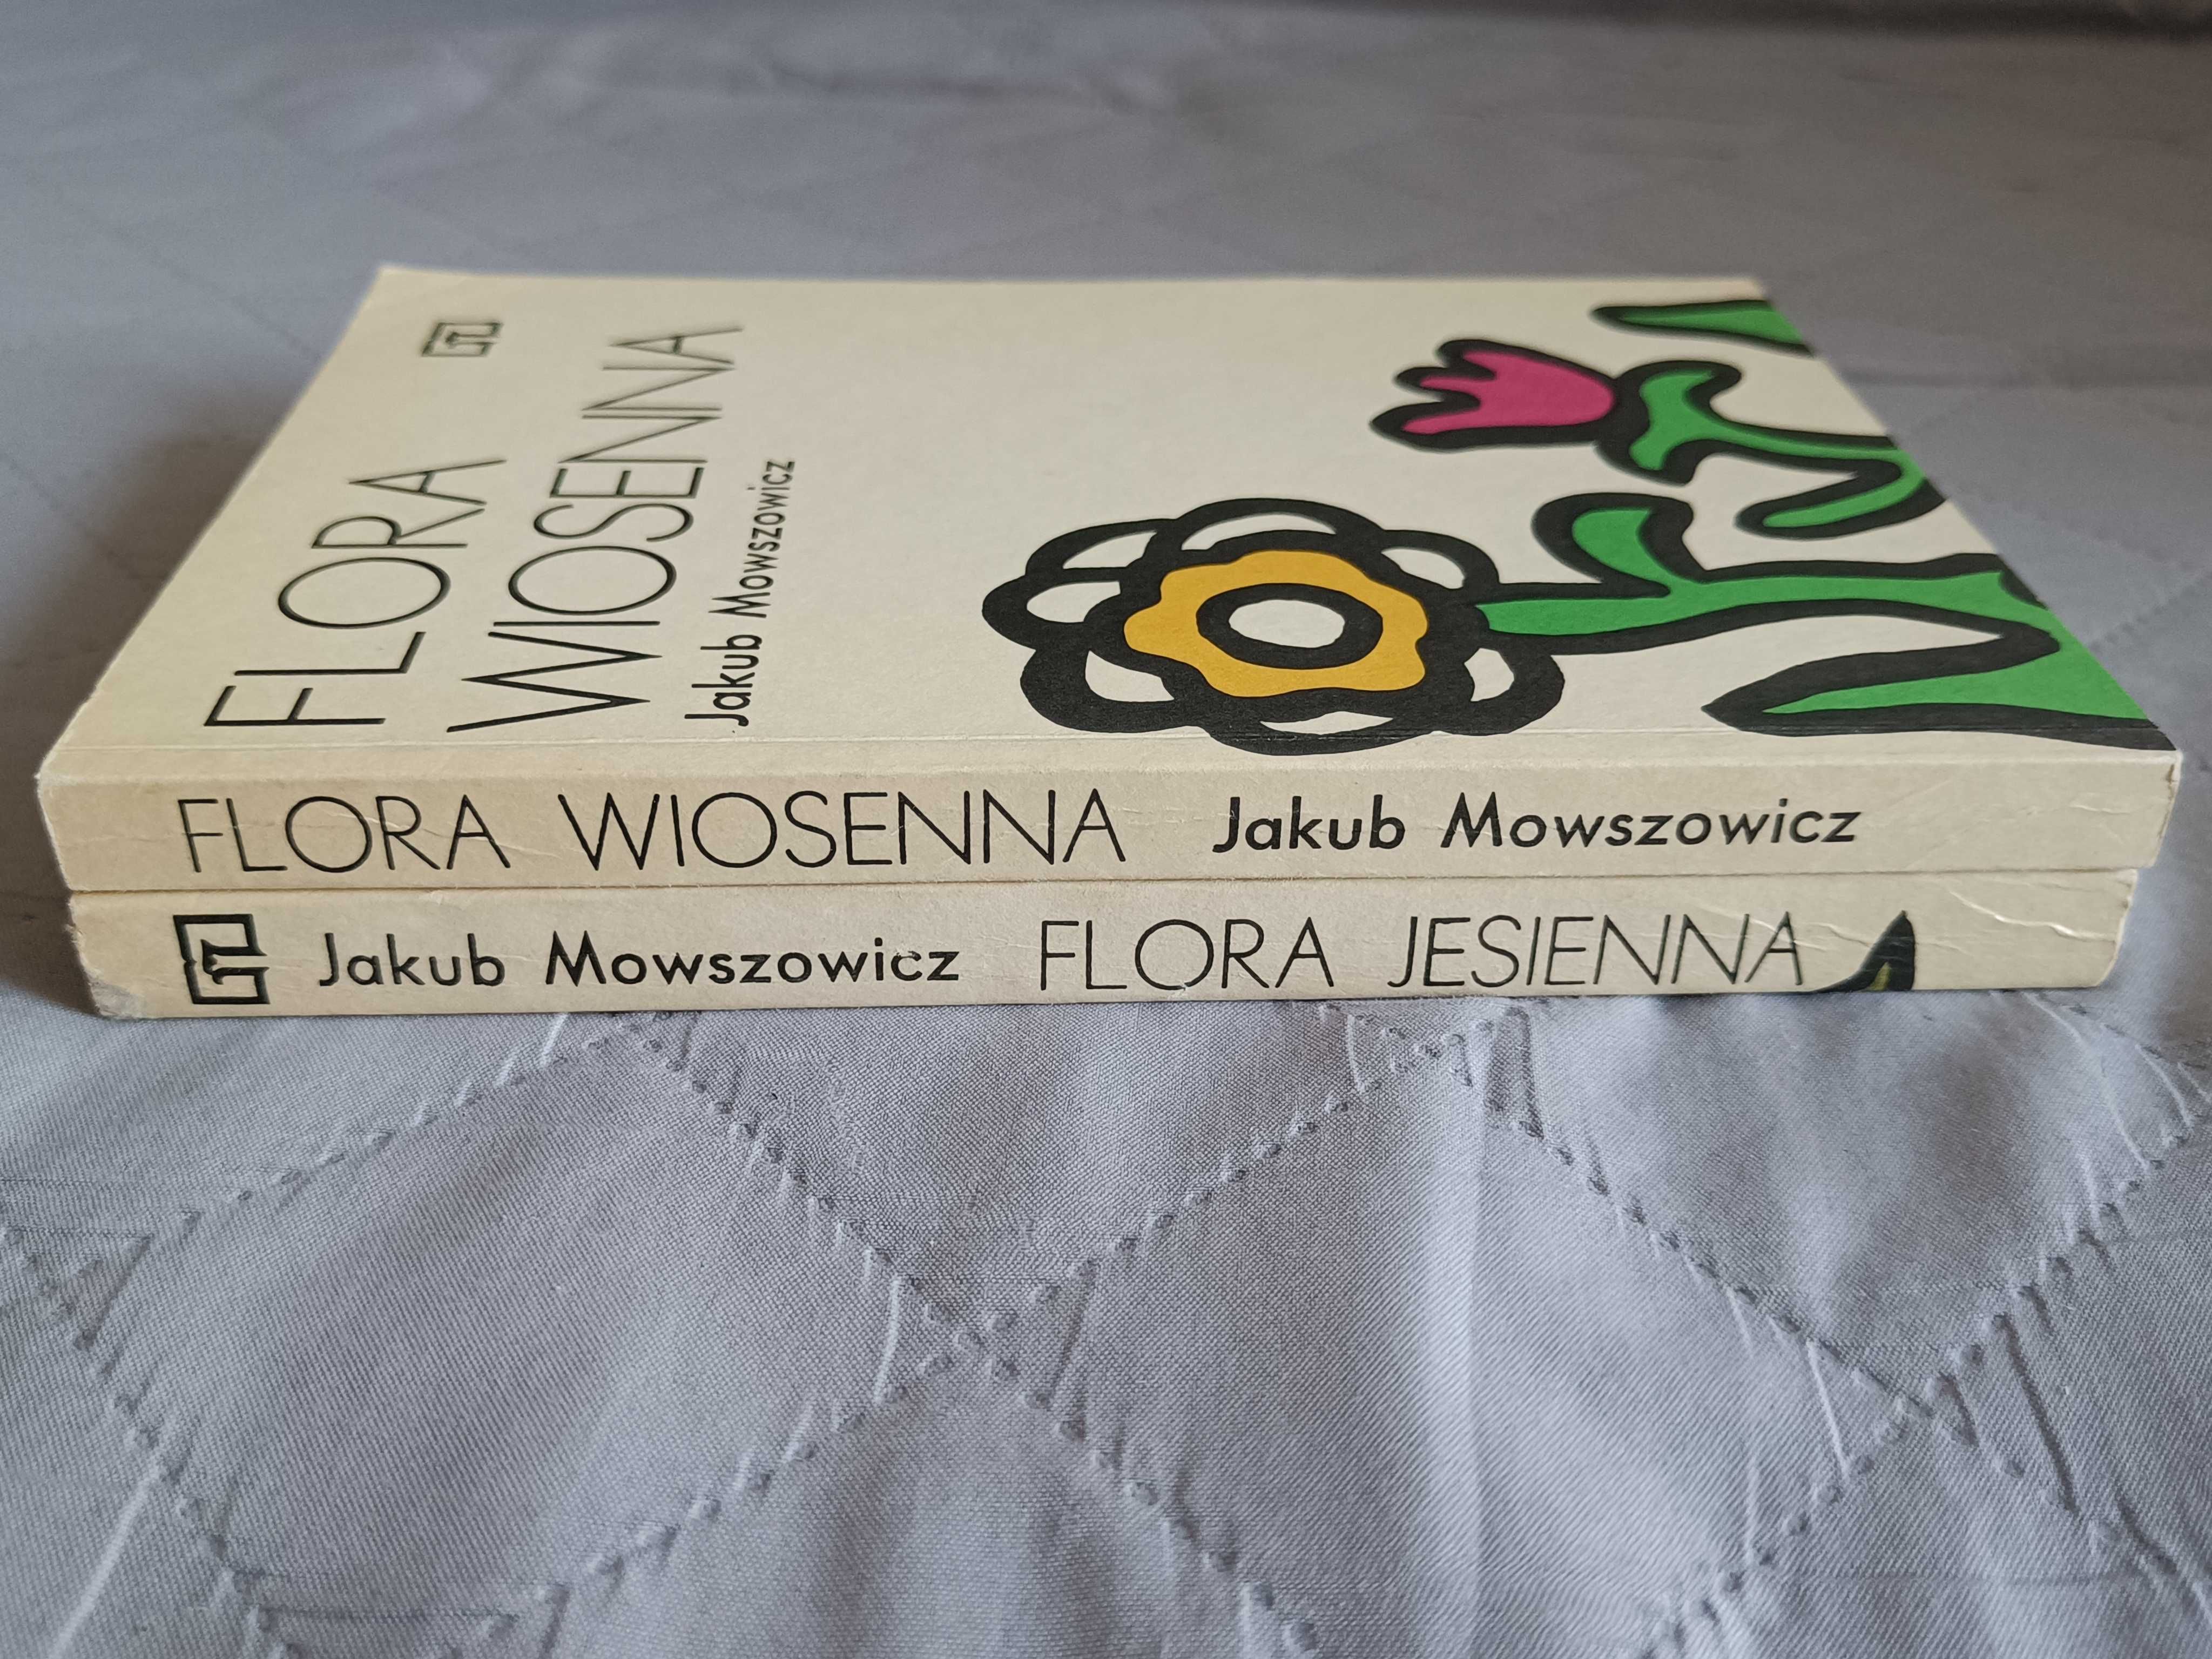 FLORA
WIOSENNA
Jakub Mowszowicz
FLORA WIOSENNA Jakub Mowszowicz
Jakub Mowszowicz FLORA JESIENNA